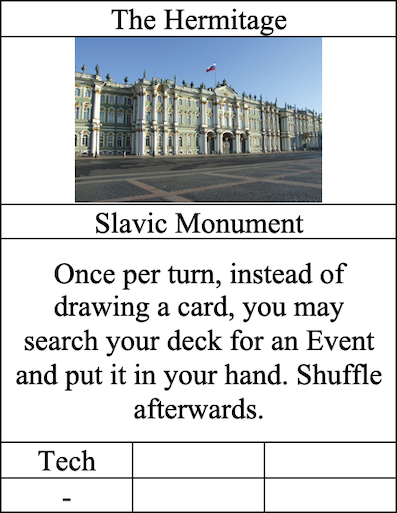 The Hermitage
Slavic Monument
Once per turn, instead of
drawing a card, you may
search your deck for an Event
and put it in your hand. Shuffle
afterwards.
Tech
-